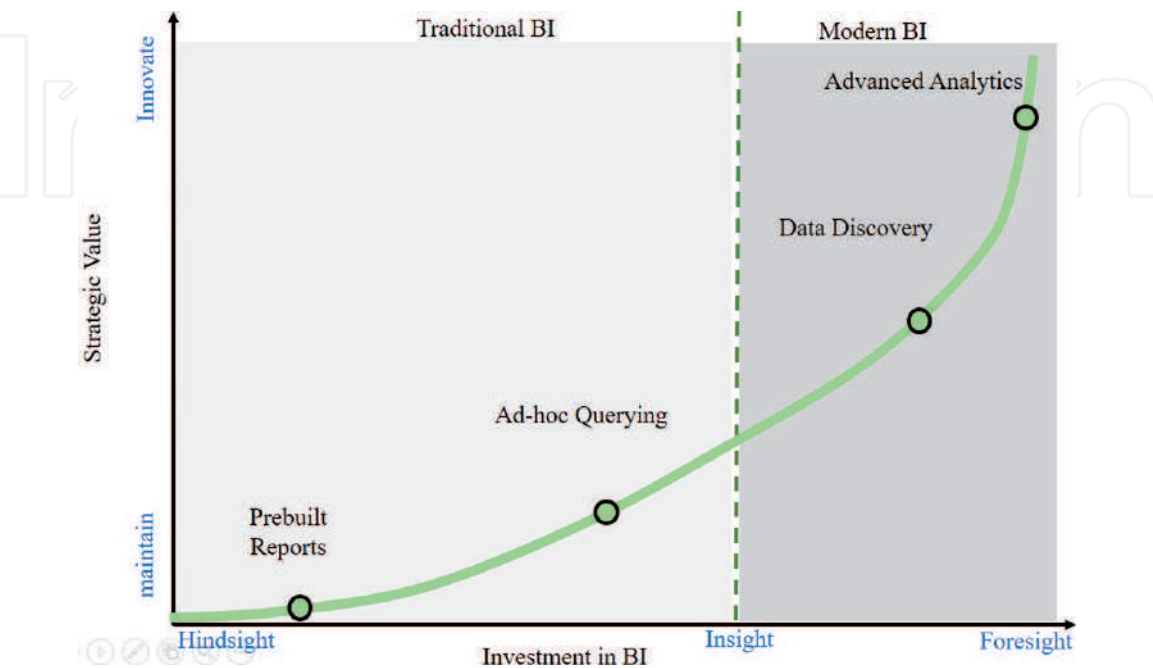 Traditional BI
Modern BI
Innovate
Advanced Analytics
Strategic Value
Data Discovery
Ad-hoc Querying
maintain
Prebuilt
Reports
Hindsight
Insight
Foresight
Investment in BI